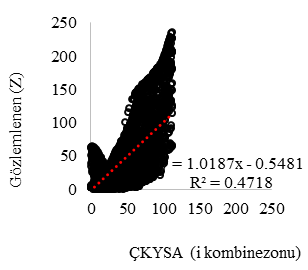 250
200
150
100
50
0
Gözlemlenen (Z)
= 1.0187x - 0.5481
R² = 0.4718
0 50 100 150 200 250
ÇKYSA (i kombinezonu)